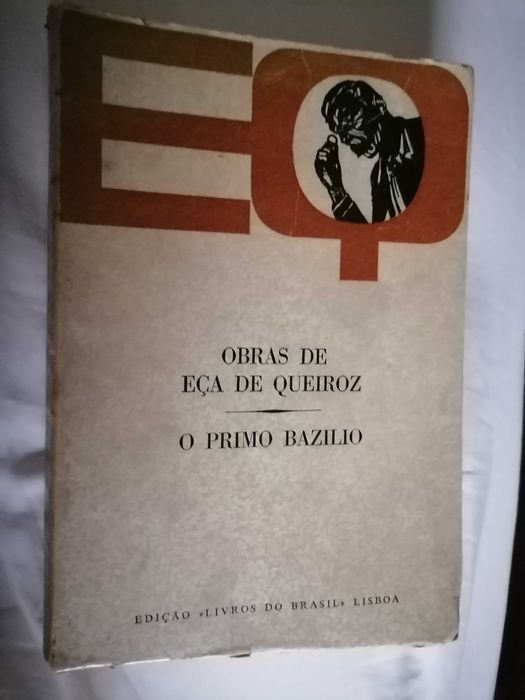 EQ
OBRAS DE
EÇA DE QUEIROZ
O PRIMO BAZILIO
EDIÇÃO «LIVROS DO BRASIL» LISBOA